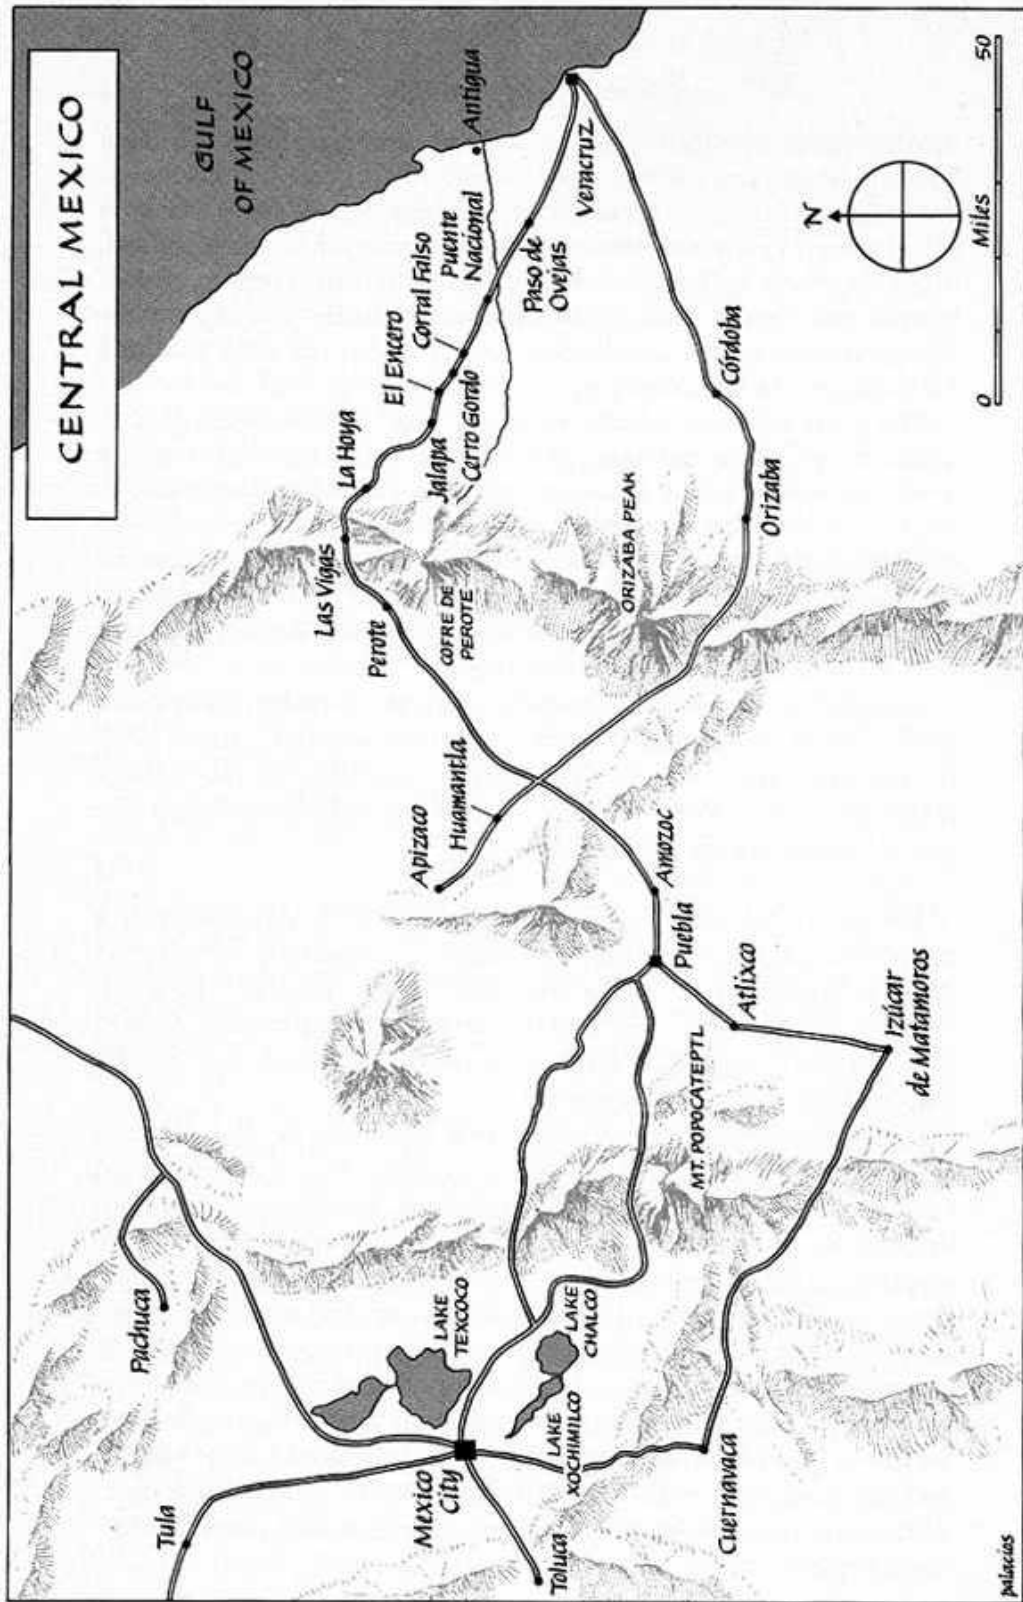 CENTRAL MEXICO
GULF
OF MEXICO
Antigua
Veracruz
Puente
Nacional
Paso de
Ovejas
Corral Falso
El Encero
Cerro Gordo
Jalapa
La Hoya
Las Vigas
Perote
COFRE DE
PEROTE
ORIZABA PEAK
Córdoba
Orizaba
Huamantla
Apizaco
Amozoc
Puebla
Atlixco
Izúcar
de Matamoros
MT. POPOCATEPTL
Pachuca
LAKE
TEXCOCO
LAKE
CHALCO
LAKE
XOCHIMILCO
Mexico
City
Tula
Toluca
Cuernavaca
N
0
50
Miles
palacios